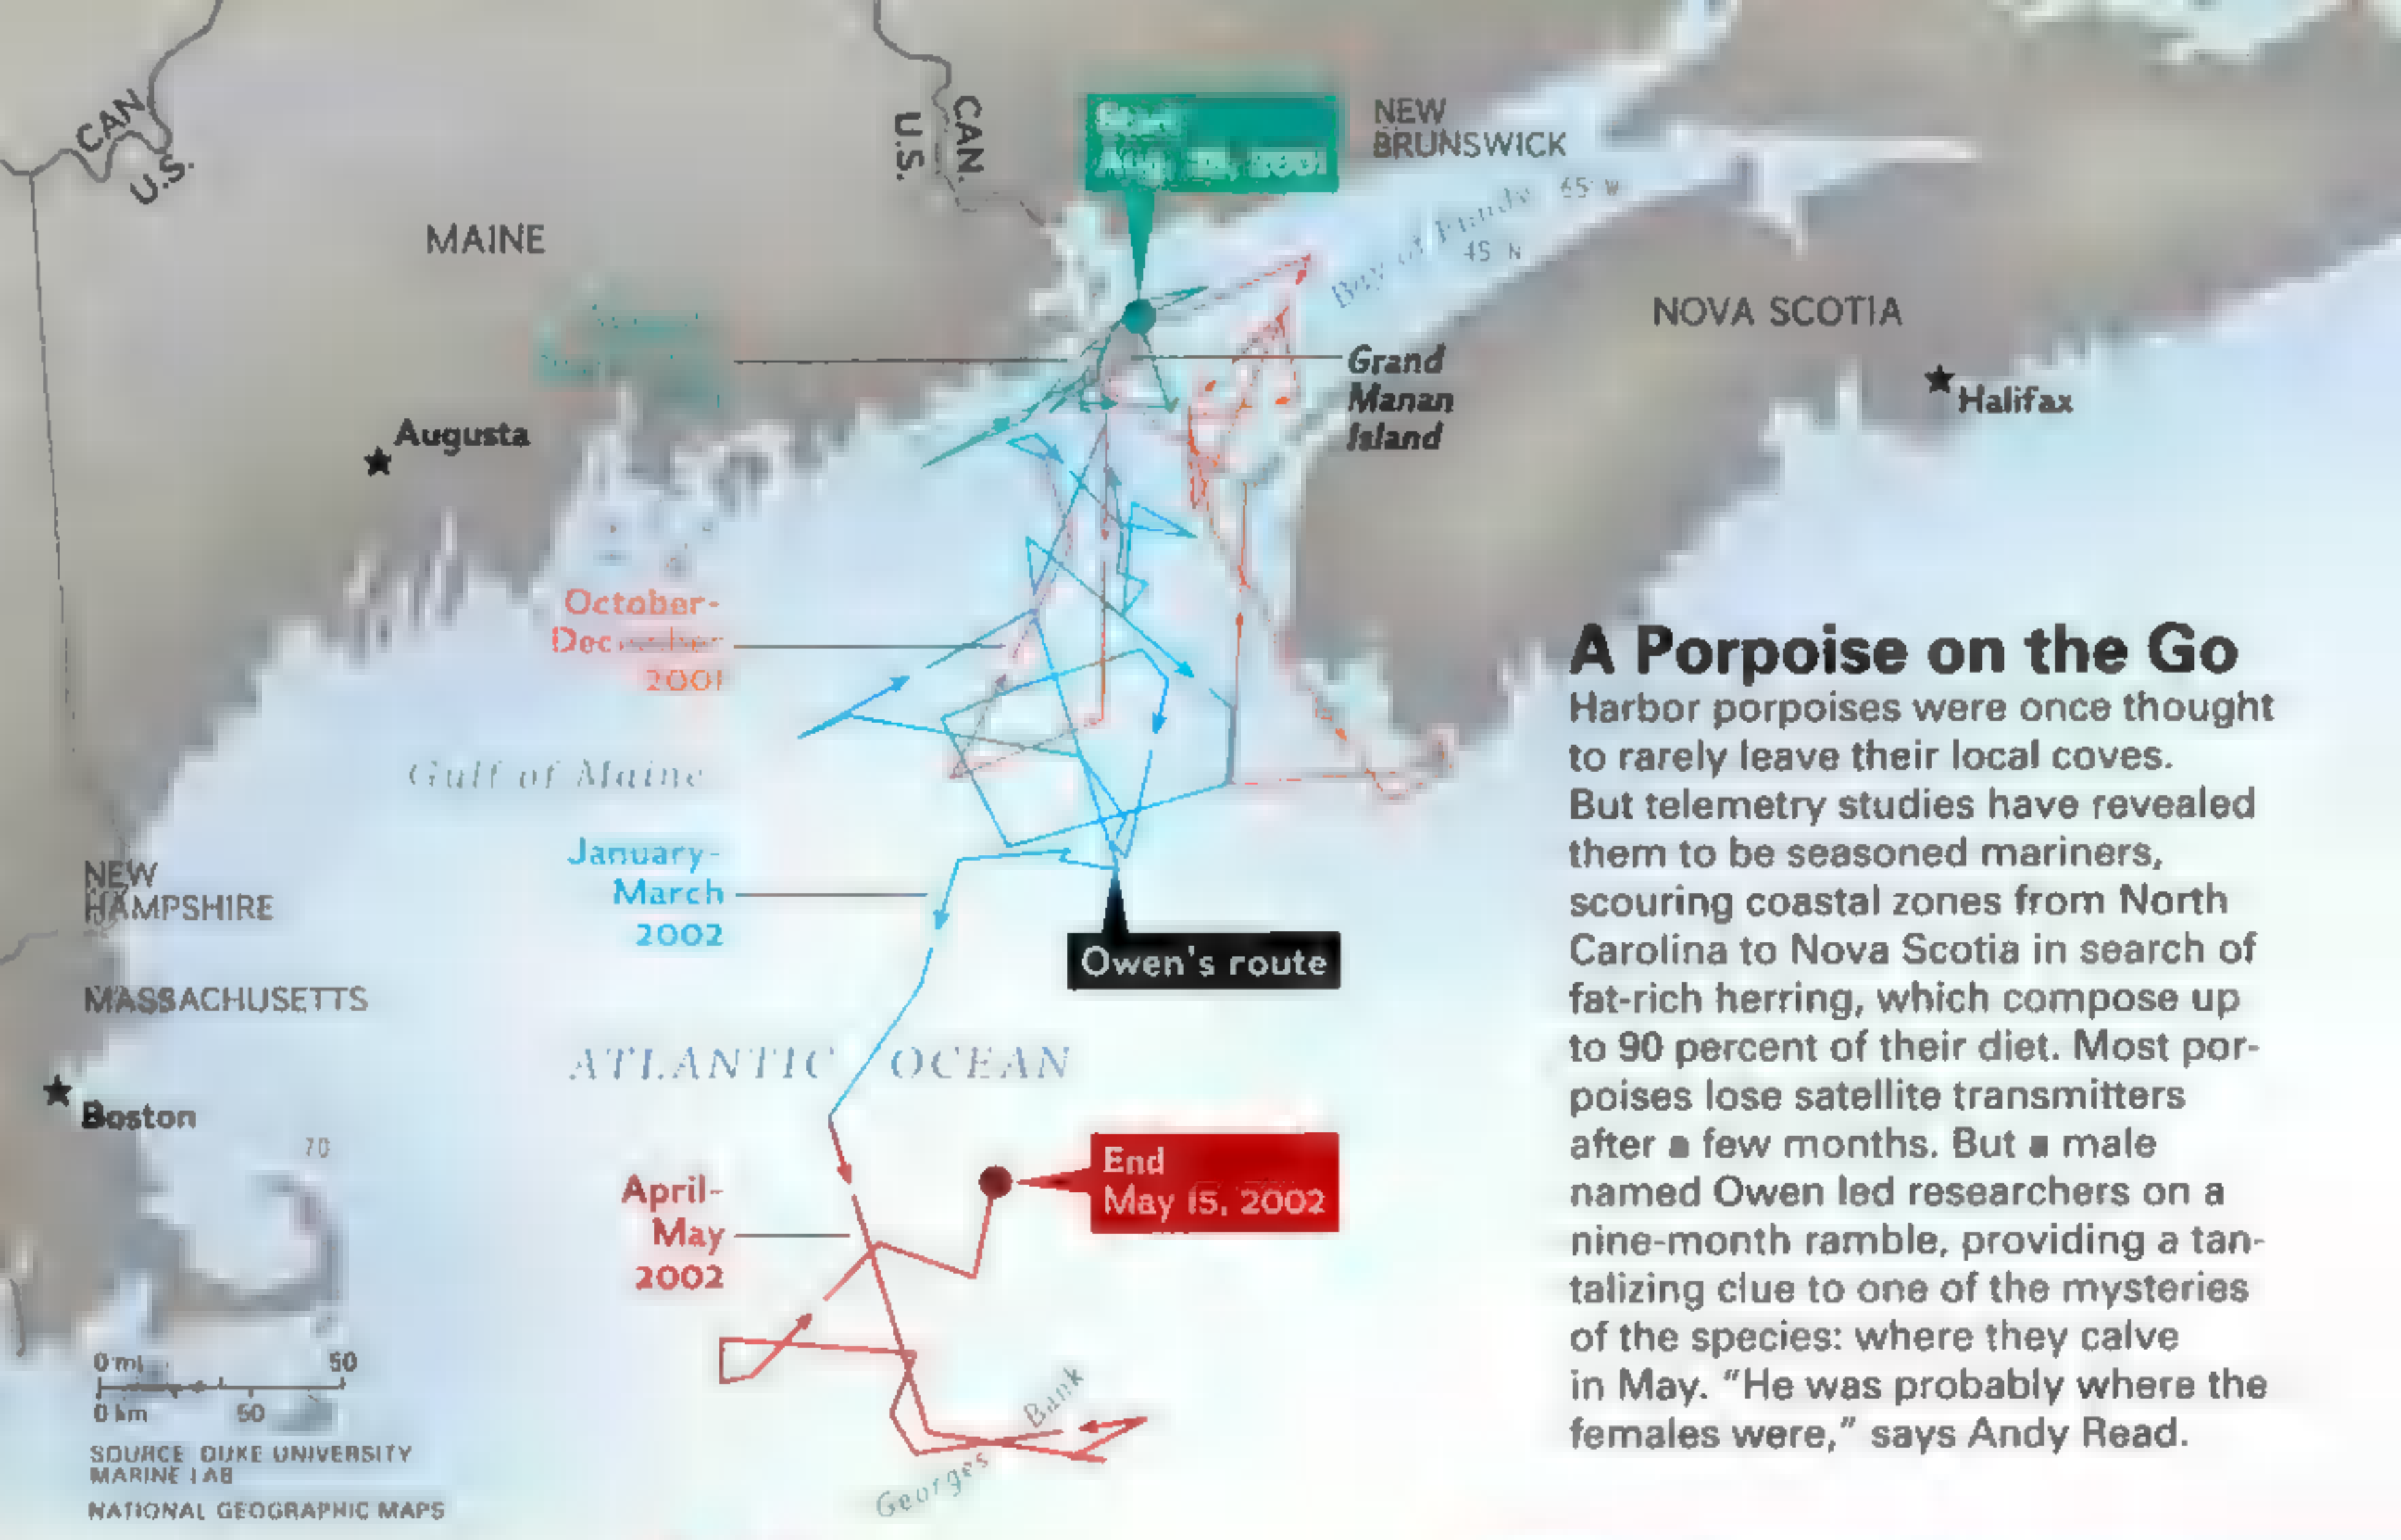 CAN
U.S.
CAN.
U.S.
NEW
BRUNSWICK
65 W
Bay of Fundy
45 N
MAINE
NOVA SCOTIA
Grand
Manan
Island
Halifax
Augusta
October-
2001
Gulf of Maine
January-
March
2002
NEW
HAMPSHIRE
MASSACHUSETTS
Owen's route
ATLANTIC OCEAN
Boston
70
April-
May
2002
End
May 15, 2002
Georges Bank
0 mi 50
0 km 50
SOURCE DUKE UNIVERSITY
MARINE LAB
NATIONAL GEOGRAPHIC MAPS
A Porpoise on the Go
Harbor porpoises were once thought
to rarely leave their local coves.
But telemetry studies have revealed
them to be seasoned mariners,
scouring coastal zones from North
Carolina to Nova Scotia in search of
fat-rich herring, which compose up
to 90 percent of their diet. Most por-
poises lose satellite transmitters
after a few months. But a male
named Owen led researchers on a
nine-month ramble, providing a tan-
talizing clue to one of the mysteries
of the species: where they calve
in May. "He was probably where the
females were," says Andy Read.